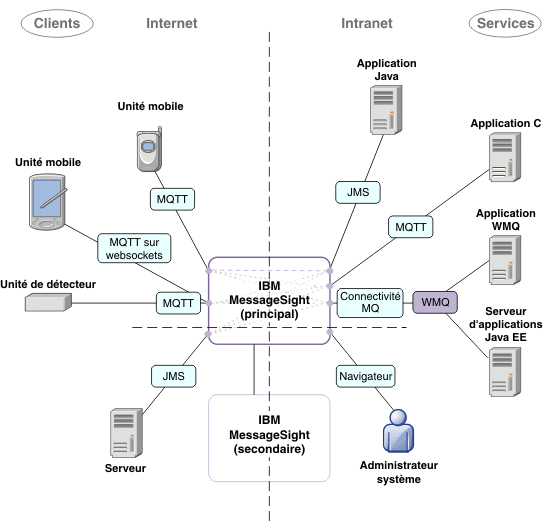 Clients
Internet
Intranet
Services
Application
Java
Unité mobile
Application C
Unité mobile
JMS
MQTT
MQTT
Application
WMQ
MQTT sur
websockets
Unité de détecteur
MQTT
IBM
MessageSight
(principal)
Connectivité
MQ
WMQ
Serveur
d'applications
Java EE
JMS
Navigateur
Serveur
IBM
MessageSight
(secondaire)
Administrateur
système